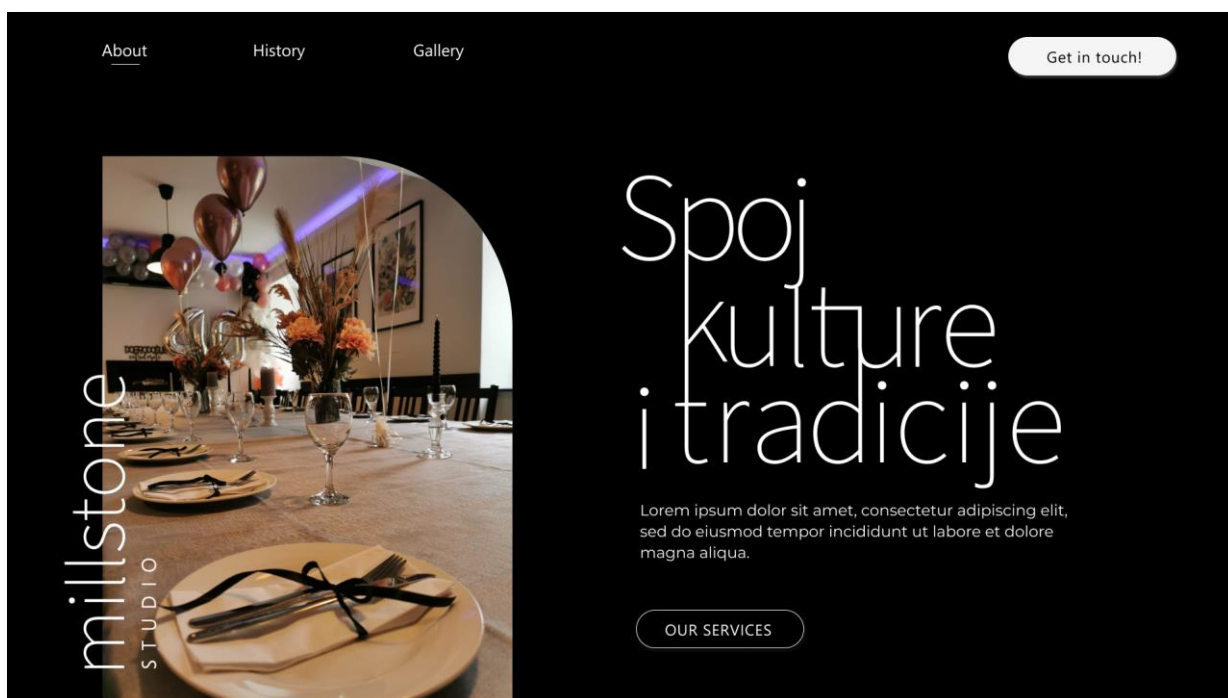 About
History
Gallery
Get in touch!
Spoj
kulture
i tradicije
Lorem ipsum dolor sit amet, consectetur adipiscing elit,
sed do eiusmod tempor incididunt ut labore et dolore
magna aliqua.
OUR SERVICES
millstone
STUDIO